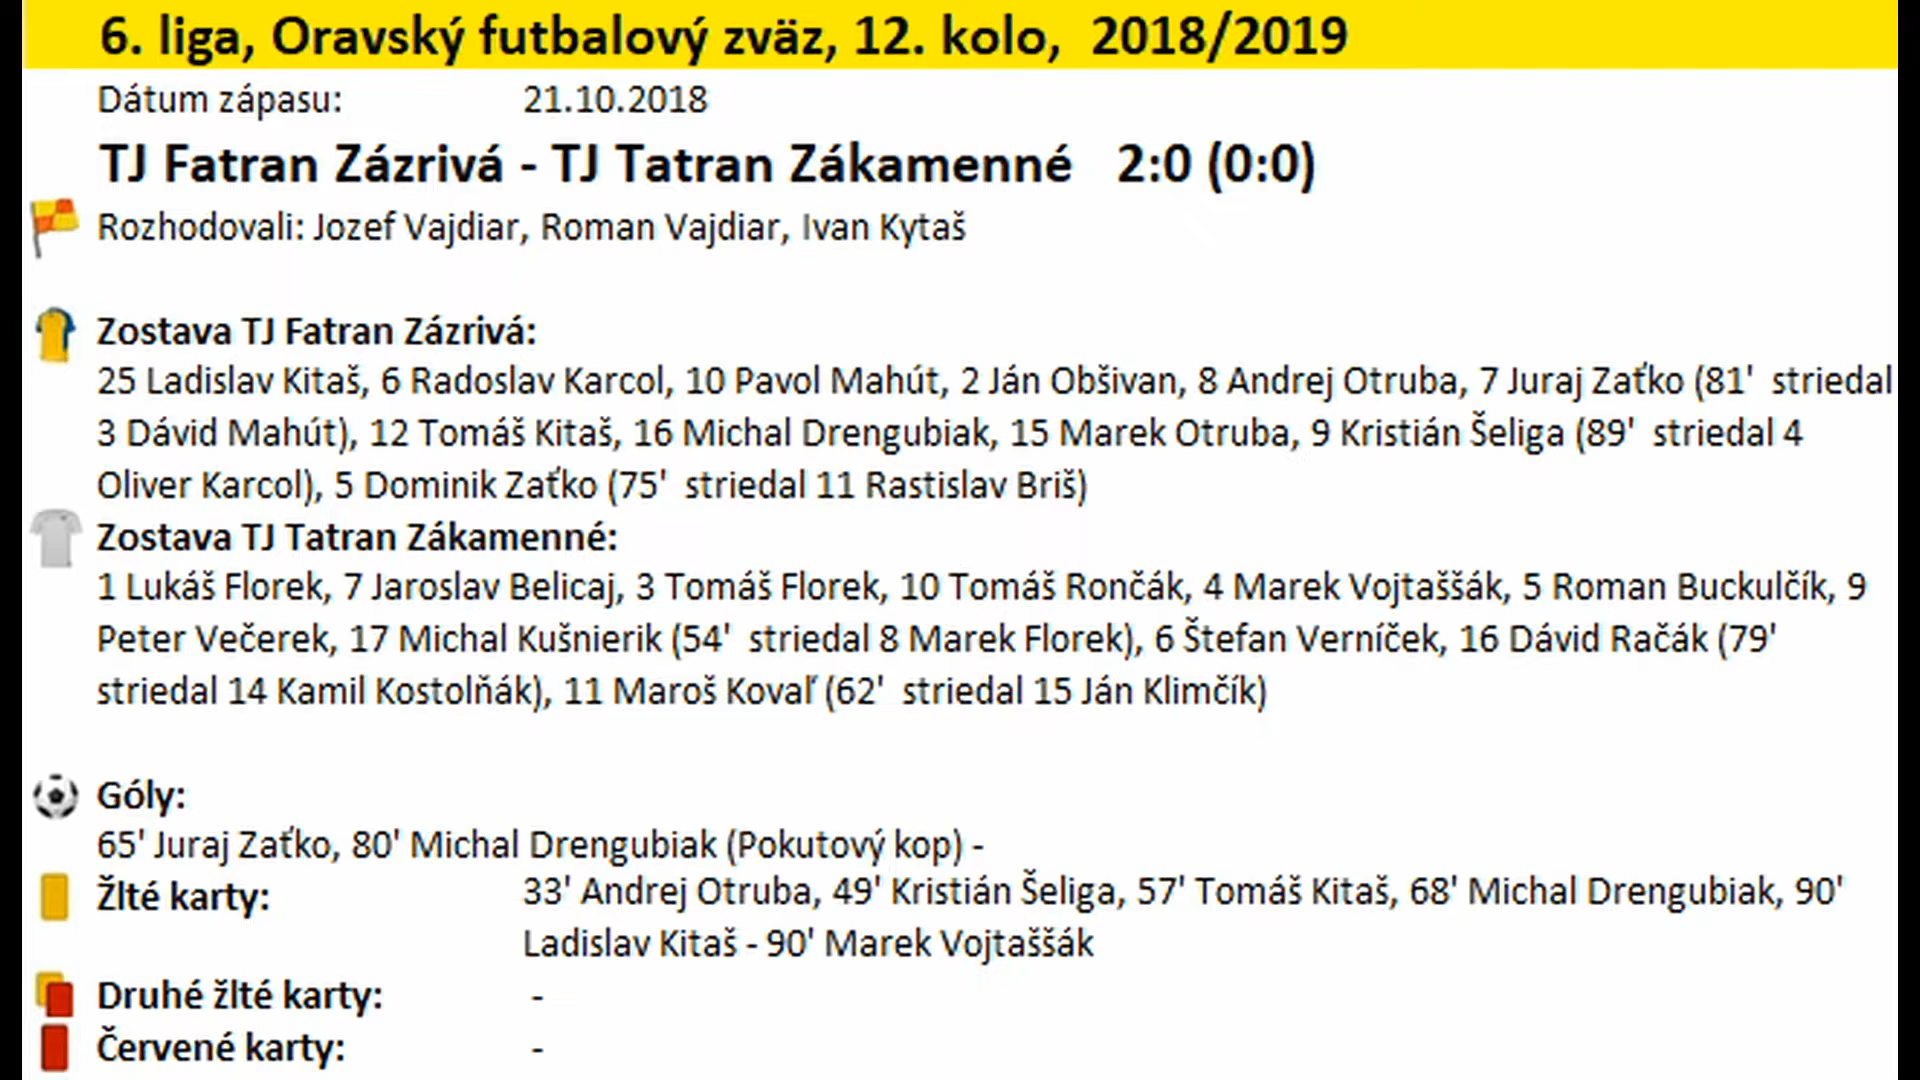 6. liga, Oravský futbalový zväz, 12. kolo, 2018/2019
Dátum zápasu: 21.10.2018
TJ Fatran Zázrivá - TJ Tatran Zákamenné 2:0 (0:0)
Rozhodovali: Jozef Vajdiar, Roman Vajdiar, Ivan Kytaš
Zostava TJ Fatran Zázrivá:
25 Ladislav Kitaš, 6 Radoslav Karcol, 10 Pavol Mahút, 2 Ján Obšivan, 8 Andrej Otruba, 7 Juraj Zaťko (81' striedal
3 Dávid Mahút), 12 Tomáš Kitaš, 16 Michal Drengubiak, 15 Marek Otruba, 9 Kristián Šeliga (89' striedal 4
Oliver Karcol), 5 Dominik Zaťko (75' striedal 11 Rastislav Briš)
Zostava TJ Tatran Zákamenné:
1 Lukáš Florek, 7 Jaroslav Belicaj, 3 Tomáš Florek, 10 Tomáš Rončák, 4 Marek Vojtaššák, 5 Roman Buckulčík, 9
Peter Večerek, 17 Michal Kušnierik (54' striedal 8 Marek Florek), 6 Štefan Verníček, 16 Dávid Račák (79'
striedal 14 Kamil Kostolňák), 11 Maroš Kovaľ (62' striedal 15 Ján Klimčík)
Góly:
65' Juraj Zaťko, 80' Michal Drengubiak (Pokutový kop) -
Žlté karty: 33' Andrej Otruba, 49' Kristián Šeliga, 57' Tomáš Kitaš, 68' Michal Drengubiak, 90'
Ladislav Kitaš - 90' Marek Vojtaššák
Druhé žlté karty: -
Červené karty: -